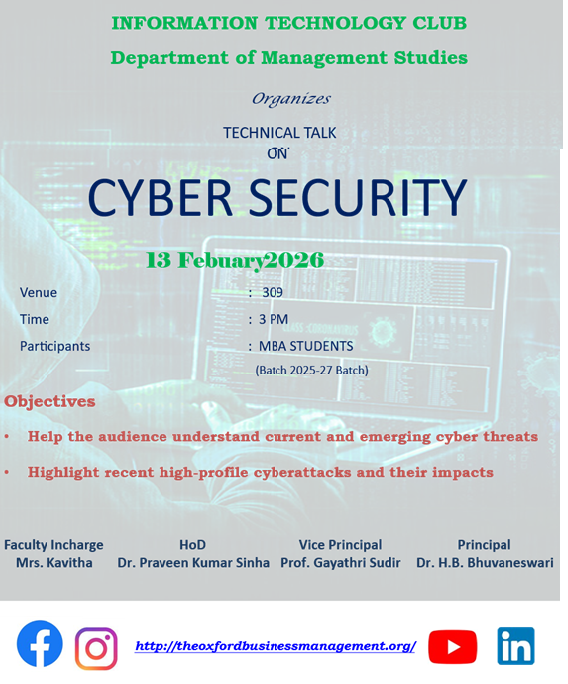 INFORMATION TECHNOLOGY CLUB
Department of Management Studies
Organizes
TECHNICAL TALK
ON
CYBER SECURITY
13 Febuary2026
Venue : 309
Time : 3 PM
Participants : MBA STUDENTS
(Batch 2025-27 Batch)
Objectives
• Help the audience understand current and emerging cyber threats
• Highlight recent high-profile cyberattacks and their impacts
Faculty Incharge HoD Vice Principal Principal
Mrs. Kavitha Dr. Praveen Kumar Sinha Prof. Gayathri Sudir Dr. H.B. Bhuvaneswari
http://theoxfordbusinessmanagement.org/